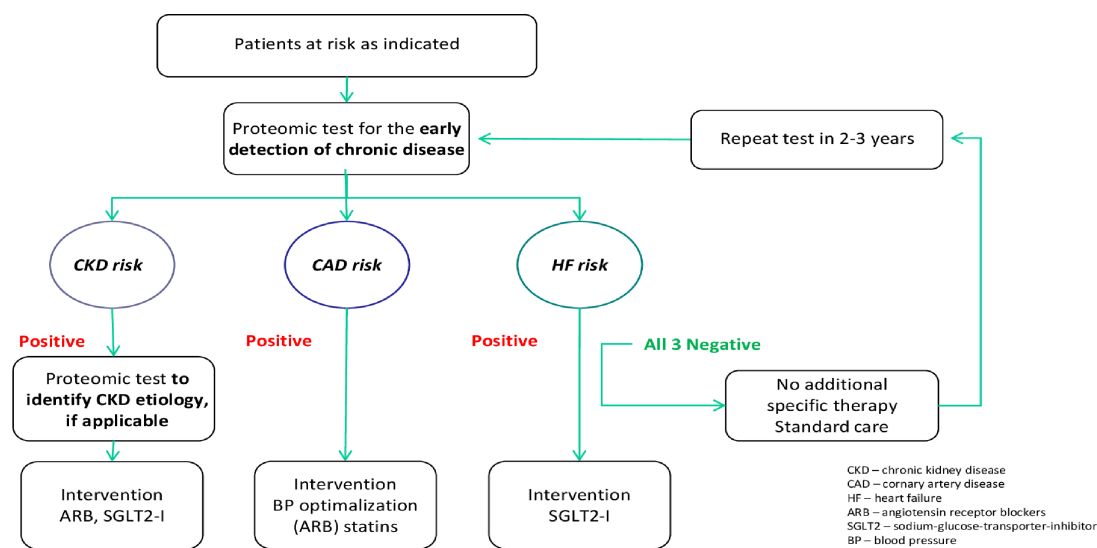 Patients at risk as indicated
Proteomic test for the early
detection of chronic disease
Repeat test in 2-3 years
CKD risk
CAD risk
HF risk
Positive
Positive
Positive
All 3 Negative
Proteomic test to
identify CKD etiology,
if applicable
No additional
specific therapy
Standard care
Intervention
ARB, SGLT2-I
Intervention
BP optimalization
(ARB) statins
Intervention
SGLT2-I
CKD – chronic kidney disease
CAD – cornary artery disease
HF – heart failure
ARB – angiotensin receptor blockers
SGLT2 – sodium-glucose-transporter-inhibitor
BP – blood pressure